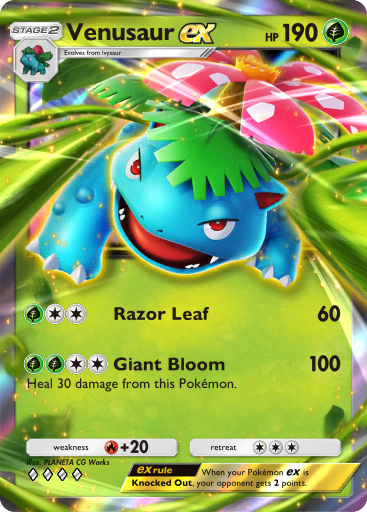 STAGE 2 Venusaur ex HP 190
Evolves from Ivysaur
Razor Leaf 60
Giant Bloom 100
Heal 30 damage from this Pokémon.
weakness +20 retreat
Illus. PLANETA CG Works
ex rule When your Pokémon ex is
Knocked Out, your opponent gets 2 points.